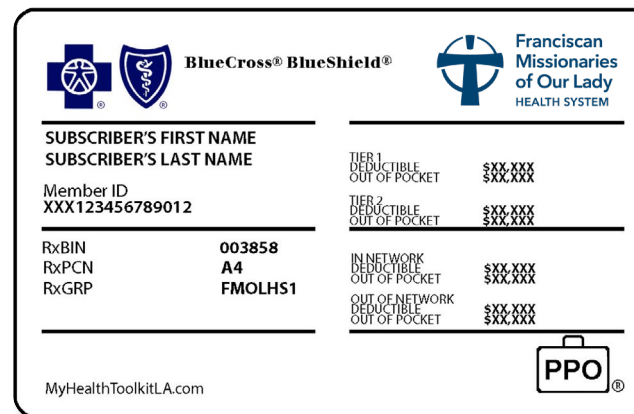 BlueCross® BlueShield®
Franciscan
Missionaries
of Our Lady
HEALTH SYSTEM
SUBSCRIBER'S FIRST NAME
SUBSCRIBER'S LAST NAME
Member ID
XXX123456789012
RxBIN 003858
RxPCN A4
RxGRP FMOLHS1
TIER 1
DEDUCTIBLE $XX,XXX
OUT OF POCKET $XX,XXX
TIER 2
DEDUCTIBLE $XX,XXX
OUT OF POCKET $XX,XXX
IN NETWORK
DEDUCTIBLE $XX,XXX
OUT OF POCKET $XX,XXX
OUT OF NETWORK
DEDUCTIBLE $XX,XXX
OUT OF POCKET $XX,XXX
MyHealthToolkitLA.com
PPO®